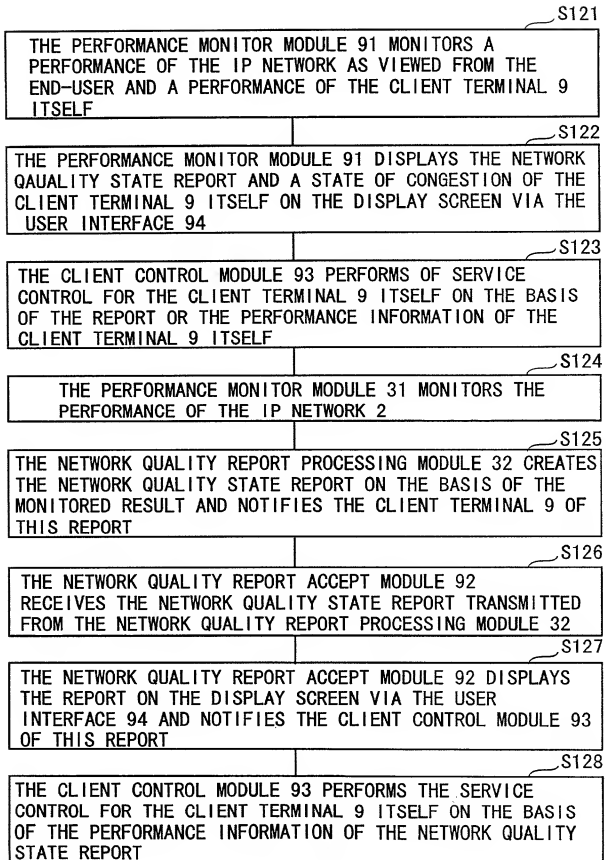 S121
THE PERFORMANCE MONITOR MODULE 91 MONITORS A
PERFORMANCE OF THE IP NETWORK AS VIEWED FROM THE
END-USER AND A PERFORMANCE OF THE CLIENT TERMINAL 9
ITSELF
S122
THE PERFORMANCE MONITOR MODULE 91 DISPLAYS THE NETWORK
QAUALITY STATE REPORT AND A STATE OF CONGESTION OF THE
CLIENT TERMINAL 9 ITSELF ON THE DISPLAY SCREEN VIA THE
USER INTERFACE 94
S123
THE CLIENT CONTROL MODULE 93 PERFORMS OF SERVICE
CONTROL FOR THE CLIENT TERMINAL 9 ITSELF ON THE BASIS
OF THE REPORT OR THE PERFORMANCE INFORMATION OF THE
CLIENT TERMINAL 9 ITSELF
S124
THE PERFORMANCE MONITOR MODULE 31 MONITORS THE
PERFORMANCE OF THE IP NETWORK 2
S125
THE NETWORK QUALITY REPORT PROCESSING MODULE 32 CREATES
THE NETWORK QUALITY STATE REPORT ON THE BASIS OF THE
MONITORED RESULT AND NOTIFIES THE CLIENT TERMINAL 9 OF
THIS REPORT
S126
THE NETWORK QUALITY REPORT ACCEPT MODULE 92
RECEIVES THE NETWORK QUALITY STATE REPORT TRANSMITTED
FROM THE NETWORK QUALITY REPORT PROCESSING MODULE 32
S127
THE NETWORK QUALITY REPORT ACCEPT MODULE 92 DISPLAYS
THE REPORT ON THE DISPLAY SCREEN VIA THE USER
INTERFACE 94 AND NOTIFIES THE CLIENT CONTROL MODULE 93
OF THIS REPORT
S128
THE CLIENT CONTROL MODULE 93 PERFORMS THE SERVICE
CONTROL FOR THE CLIENT TERMINAL 9 ITSELF ON THE BASIS
OF THE PERFORMANCE INFORMATION OF THE NETWORK QUALITY
STATE REPORT